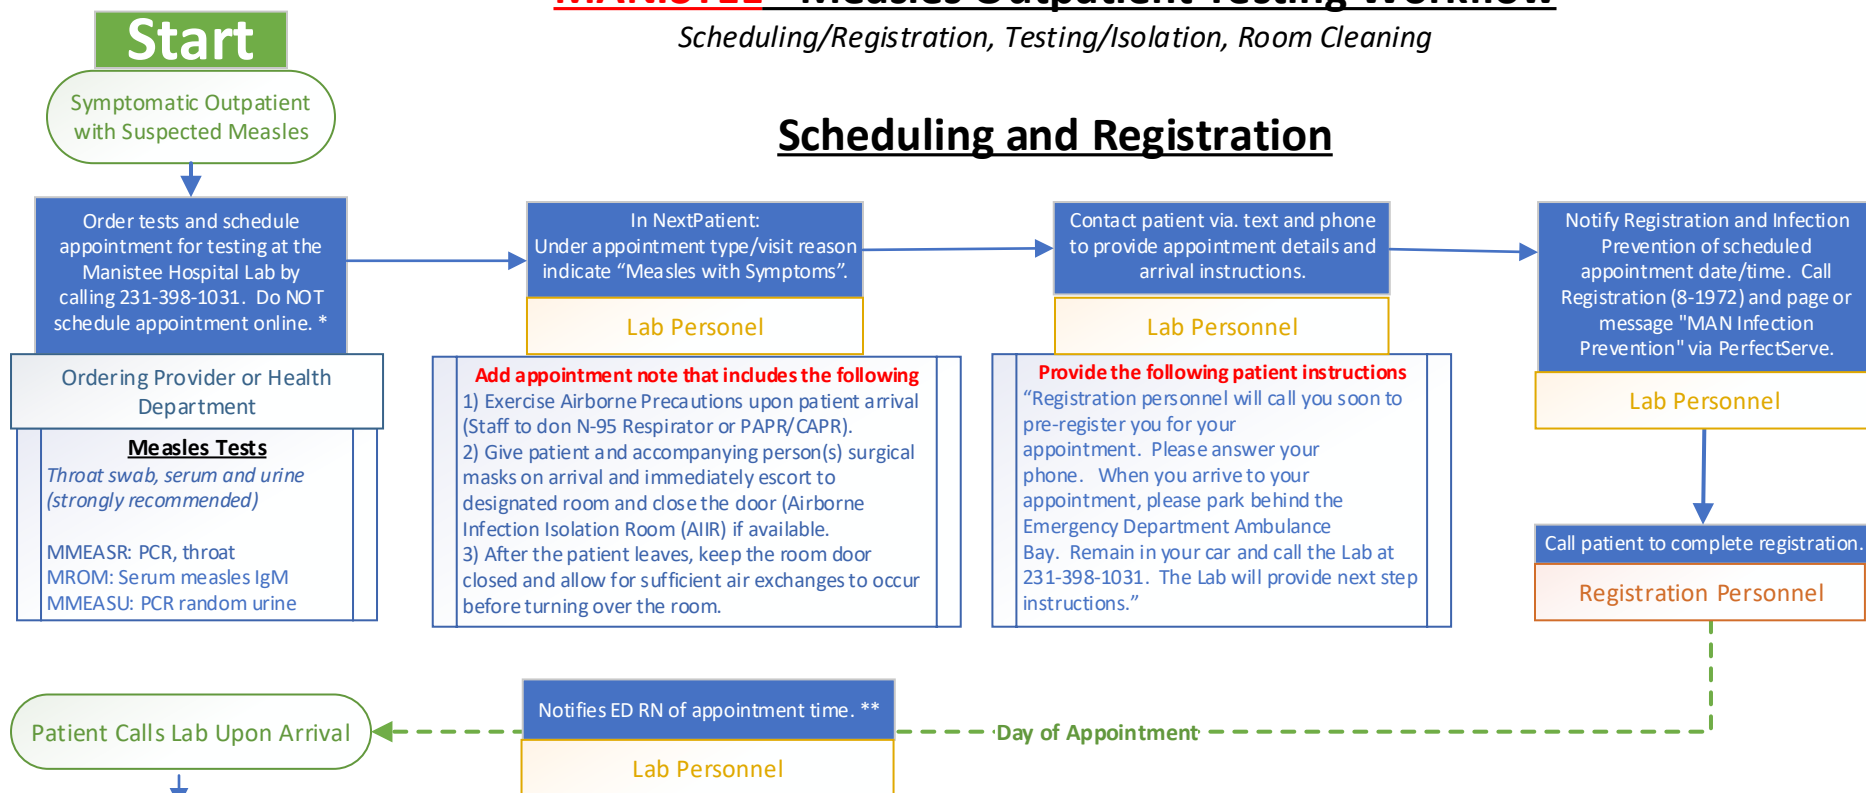 MANISTEE - Measles Outpatient Testing Workflow
Scheduling/Registration, Testing/Isolation, Room Cleaning
Start
Symptomatic Outpatient
with Suspected Measles
Scheduling and Registration
Order tests and schedule
appointment for testing at the
Manistee Hospital Lab by
calling 231-398-1031. Do NOT
schedule appointment online. *
Ordering Provider or Health
Department
Measles Tests
Throat swab, serum and urine
(strongly recommended)
MMEASR: PCR, throat
MROM: Serum measles IgM
MMEASU: PCR random urine
In NextPatient:
Under appointment type/visit reason
indicate “Measles with Symptoms”.
Lab Personel
Add appointment note that includes the following
1) Exercise Airborne Precautions upon patient arrival
(Staff to don N-95 Respirator or PAPR/CAPR).
2) Give patient and accompanying person(s) surgical
masks on arrival and immediately escort to
designated room and close the door (Airborne
Infection Isolation Room (AIIR) if available.
3) After the patient leaves, keep the room door
closed and allow for sufficient air exchanges to occur
before turning over the room.
Contact patient via. text and phone
to provide appointment details and
arrival instructions.
Lab Personnel
Provide the following patient instructions
“Registration personnel will call you soon to
pre-register you for your
appointment. Please answer your
phone. When you arrive to your
appointment, please park behind the
Emergency Department Ambulance
Bay. Remain in your car and call the Lab at
231-398-1031. The Lab will provide next step
instructions.”
Notify Registration and Infection
Prevention of scheduled
appointment date/time. Call
Registration (8-1972) and page or
message "MAN Infection
Prevention" via PerfectServe.
Lab Personnel
Call patient to complete registration.
Registration Personnel
Day of Appointment
Notifies ED RN of appointment time. **
Lab Personnel
Patient Calls Lab Upon Arrival